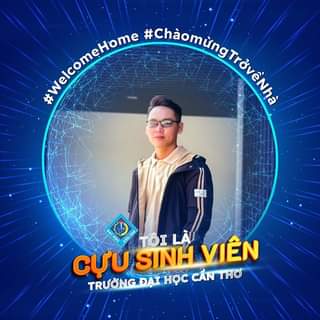 #WelcomeHome #ChàomừngTrởvềNhà
TÔI LÀ
CỰU SINH VIÊN
TRƯỜNG ĐẠI HỌC CẦN THƠ